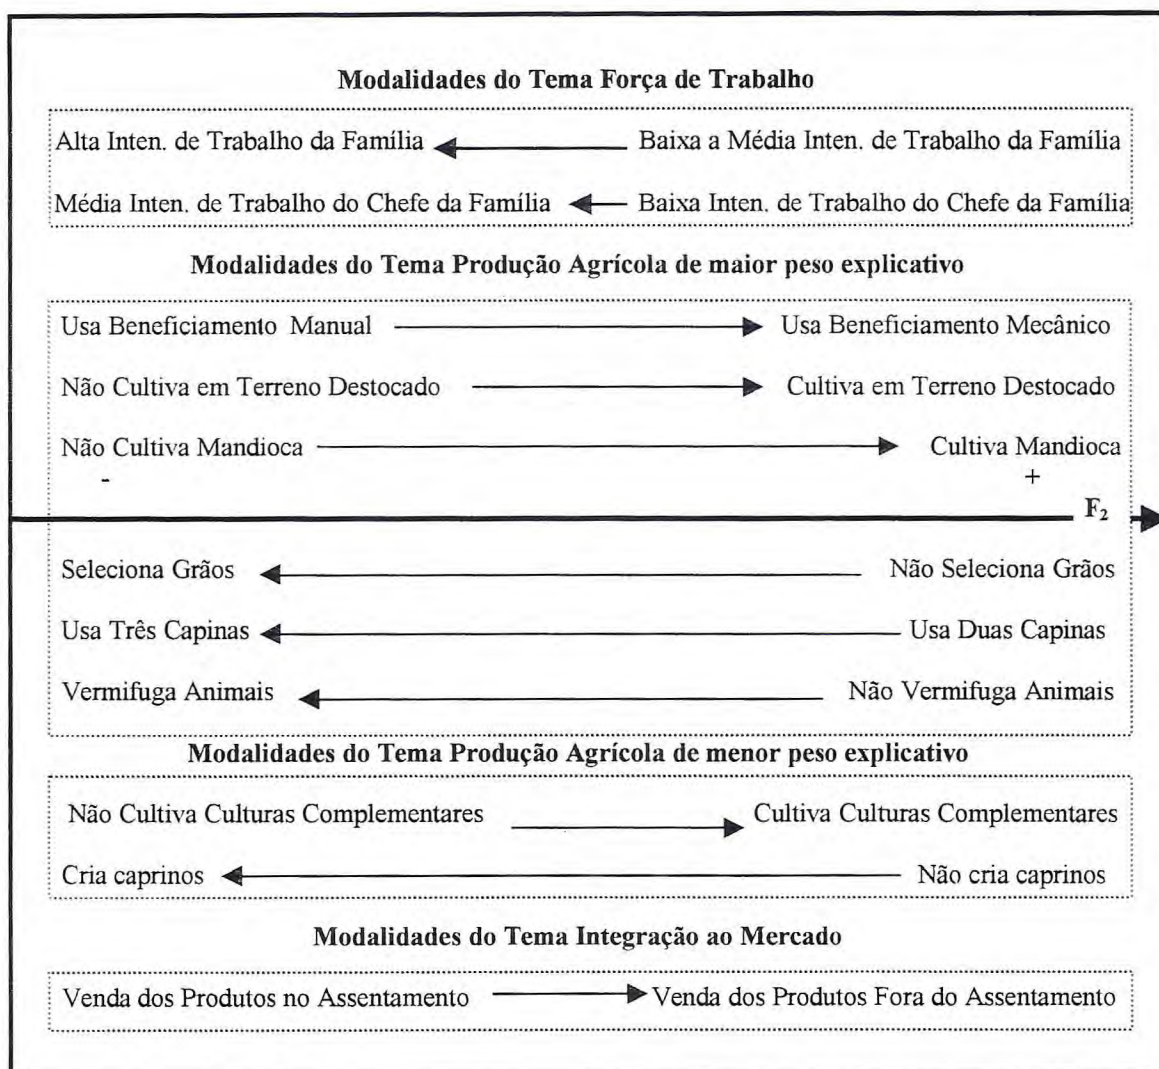 Modalidades do Tema Força de Trabalho
Alta Inten. de Trabalho da Família Baixa a Média Inten. de Trabalho da Família
Média Inten. de Trabalho do Chefe da Família Baixa Inten. de Trabalho do Chefe da Família
Modalidades do Tema Produção Agrícola de maior peso explicativo
Usa Beneficiamento Manual Usa Beneficiamento Mecânico
Não Cultiva em Terreno Destocado Cultiva em Terreno Destocado
Não Cultiva Mandioca Cultiva Mandioca
- +
F₂
Seleciona Grãos Não Seleciona Grãos
Usa Três Capinas Usa Duas Capinas
Vermifuga Animais Não Vermifuga Animais
Modalidades do Tema Produção Agrícola de menor peso explicativo
Não Cultiva Culturas Complementares Cultiva Culturas Complementares
Cria caprinos Não cria caprinos
Modalidades do Tema Integração ao Mercado
Venda dos Produtos no Assentamento Venda dos Produtos Fora do Assentamento